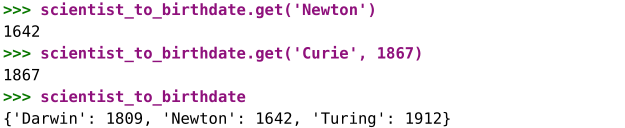 >>> scientist_to_birthdate.get('Newton')
1642
>>> scientist_to_birthdate.get('Curie', 1867)
1867
>>> scientist_to_birthdate
{'Darwin': 1809, 'Newton': 1642, 'Turing': 1912}